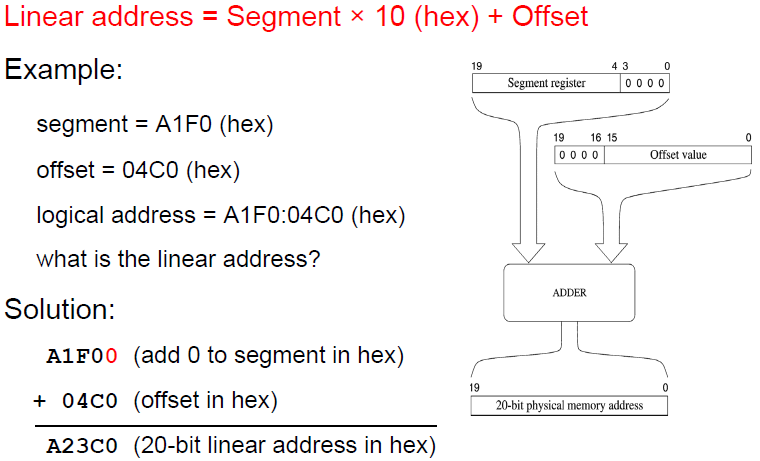 Linear address = Segment × 10 (hex) + Offset
Example:
segment = A1F0 (hex)
offset = 04C0 (hex)
logical address = A1F0:04C0 (hex)
what is the linear address?
Solution:
A1F00 (add 0 to segment in hex)
+ 04C0 (offset in hex)
A23C0 (20-bit linear address in hex)
19 4 3 0
Segment register 0 0 0 0
19 16 15 0
0 0 0 0 Offset value
ADDER
19 0
20-bit physical memory address